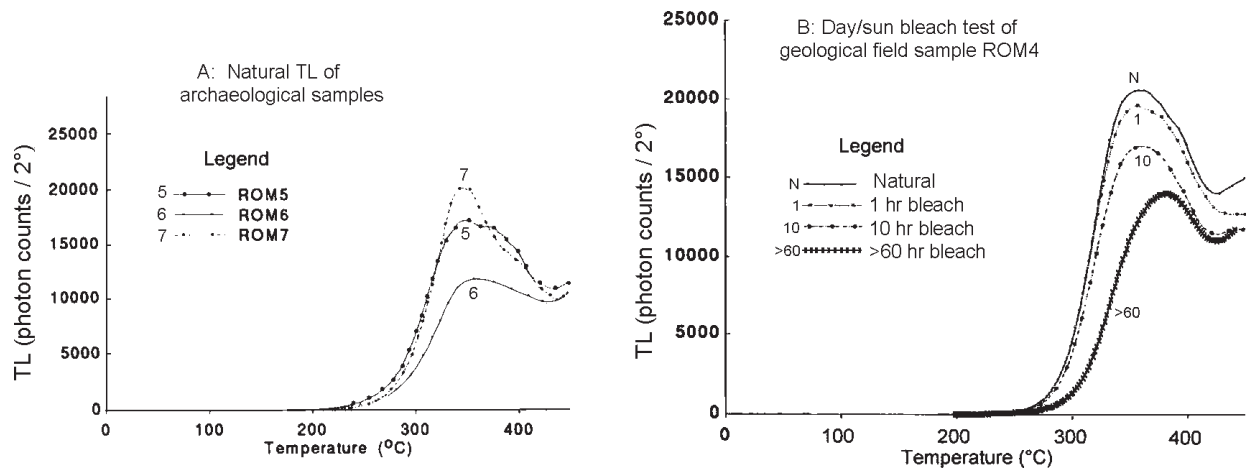 A: Natural TL of
archaeological samples
TL (photon counts / 2°)
25000
20000
15000
10000
5000
0
Legend
5 ROM5
6 ROM6
7 ROM7
7
5
6
0 100 200 300 400
Temperature (°C)
B: Day/sun bleach test of
geological field sample ROM4
TL (photon counts / 2°)
25000
20000
15000
10000
5000
0
Legend
N Natural
1 1 hr bleach
10 10 hr bleach
>60 >60 hr bleach
N
1
10
>60
0 100 200 300 400
Temperature (°C)